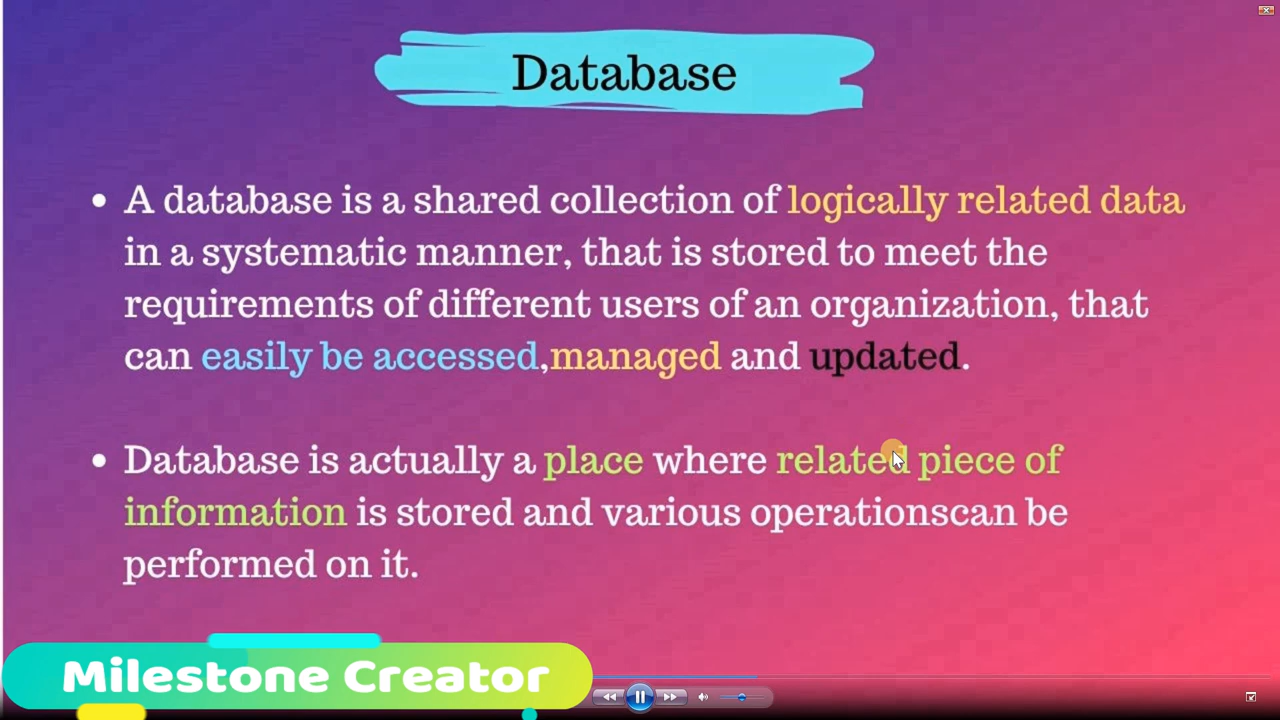 Database
• A database is a shared collection of logically related data
in a systematic manner, that is stored to meet the
requirements of different users of an organization, that
can easily be accessed,managed and updated.
• Database is actually a place where related piece of
information is stored and various operationscan be
performed on it.
Milestone Creator